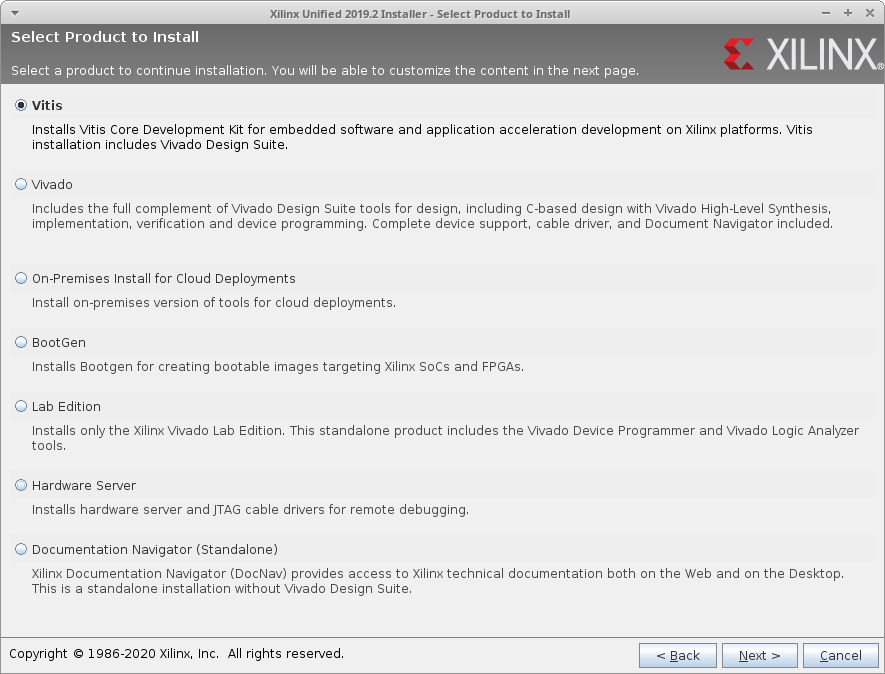 Xilinx Unified 2019.2 Installer - Select Product to Install
Select Product to Install
Select a product to continue installation. You will be able to customize the content in the next page.
XILINX®
Vitis
Installs Vitis Core Development Kit for embedded software and application acceleration development on Xilinx platforms. Vitis
installation includes Vivado Design Suite.
Vivado
Includes the full complement of Vivado Design Suite tools for design, including C-based design with Vivado High-Level Synthesis,
implementation, verification and device programming. Complete device support, cable driver, and Document Navigator included.
On-Premises Install for Cloud Deployments
Install on-premises version of tools for cloud deployments.
BootGen
Installs Bootgen for creating bootable images targeting Xilinx SoCs and FPGAs.
Lab Edition
Installs only the Xilinx Vivado Lab Edition. This standalone product includes the Vivado Device Programmer and Vivado Logic Analyzer
tools.
Hardware Server
Installs hardware server and JTAG cable drivers for remote debugging.
Documentation Navigator (Standalone)
Xilinx Documentation Navigator (DocNav) provides access to Xilinx technical documentation both on the Web and on the Desktop.
This is a standalone installation without Vivado Design Suite.
Copyright © 1986-2020 Xilinx, Inc.  All rights reserved.
< Back
Next >
Cancel